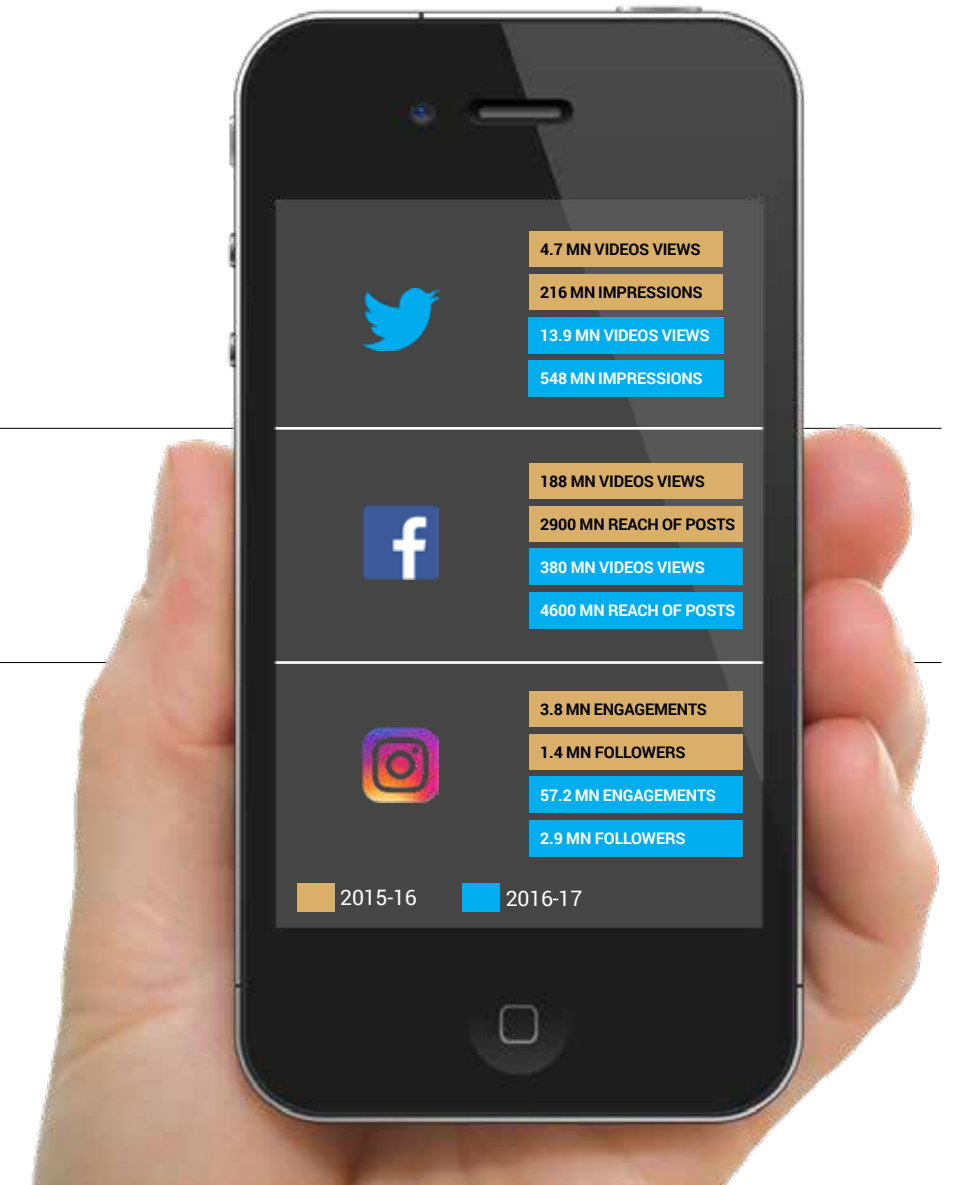 4.7 MN VIDEOS VIEWS
216 MN IMPRESSIONS
13.9 MN VIDEOS VIEWS
548 MN IMPRESSIONS
188 MN VIDEOS VIEWS
2900 MN REACH OF POSTS
380 MN VIDEOS VIEWS
4600 MN REACH OF POSTS
3.8 MN ENGAGEMENTS
1.4 MN FOLLOWERS
57.2 MN ENGAGEMENTS
2.9 MN FOLLOWERS
2015-16 2016-17